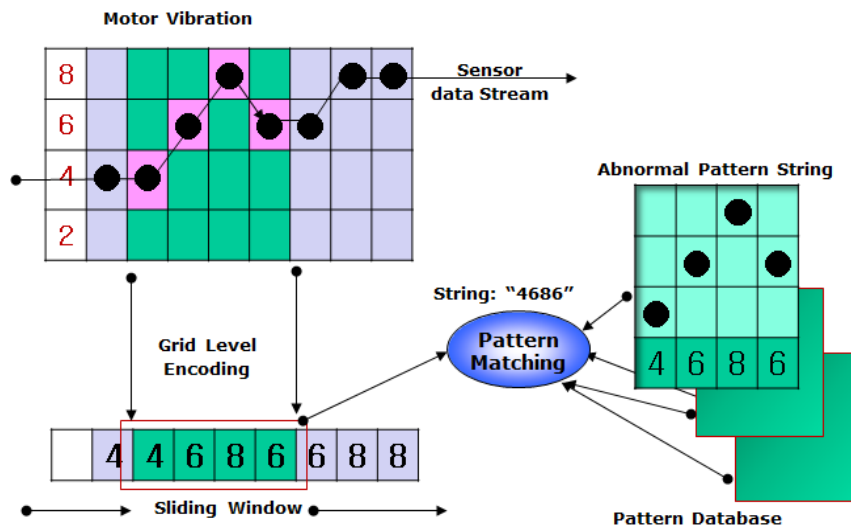 Motor Vibration
8
6
4
2
Sensor
data Stream
Abnormal Pattern String
4 6 8 6
String: “4686”
Pattern
Matching
Grid Level
Encoding
4 4 6 8 6 6 8 8
Sliding Window
Pattern Database